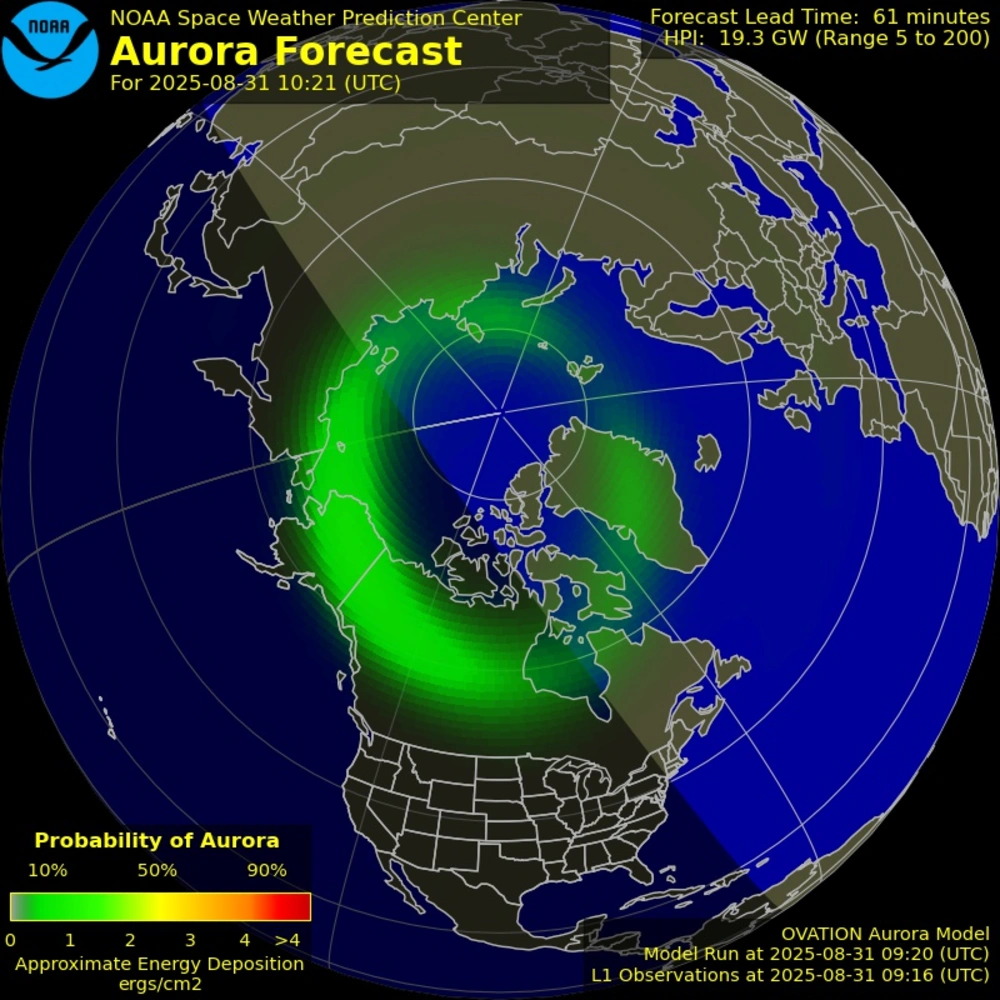 NOAA
NOAA Space Weather Prediction Center
Aurora Forecast
For 2025-08-31 10:21 (UTC)
Forecast Lead Time: 61 minutes
HPI: 19.3 GW (Range 5 to 200)
Probability of Aurora
10% 50% 90%
0 1 2 3 4 >4
Approximate Energy Deposition
ergs/cm2
OVATION Aurora Model
Model Run at 2025-08-31 09:20 (UTC)
L1 Observations at 2025-08-31 09:16 (UTC)